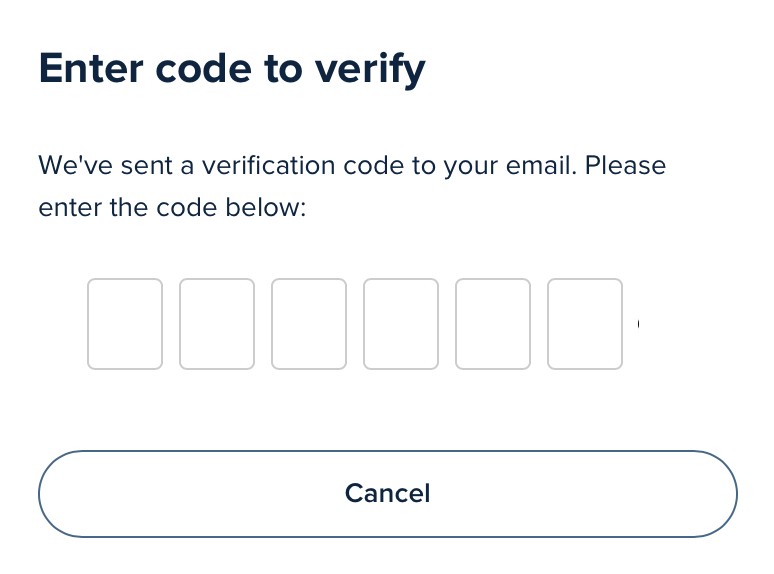 Enter code to verify
We've sent a verification code to your email. Please
enter the code below:
Cancel